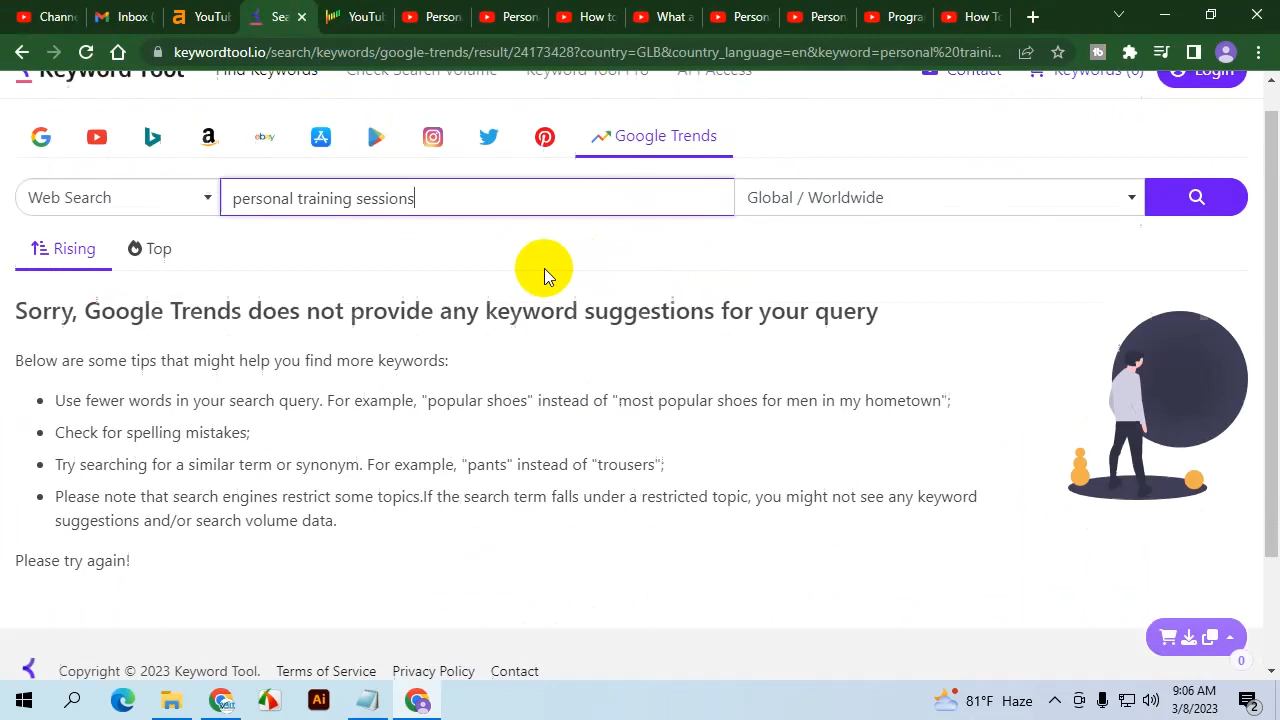 Chann
Inbox (
YouTu
Sea
YouTu
Person
Person
How to
What a
Person
Person
Progra
How To
keywordtool.io/search/keywords/google-trends/result/24173428?country=GLB&country_language=en&keyword=personal%20traini...
Keyword Tool
Find Keywords
Check Search Volume
Keyword Tool Pro
API Access
Contact
Keywords (0)
Login
ebay
Google Trends
Web Search
personal training sessions
Global / Worldwide
Rising
Top
Sorry, Google Trends does not provide any keyword suggestions for your query
Below are some tips that might help you find more keywords:
Use fewer words in your search query. For example, "popular shoes" instead of "most popular shoes for men in my hometown";
Check for spelling mistakes;
Try searching for a similar term or synonym. For example, "pants" instead of "trousers";
Please note that search engines restrict some topics.If the search term falls under a restricted topic, you might not see any keyword
suggestions and/or search volume data.
Please try again!
0
Copyright © 2023 Keyword Tool.
Terms of Service
Privacy Policy
Contact
Ai
81°F Haze
9:06 AM
3/8/2023
2